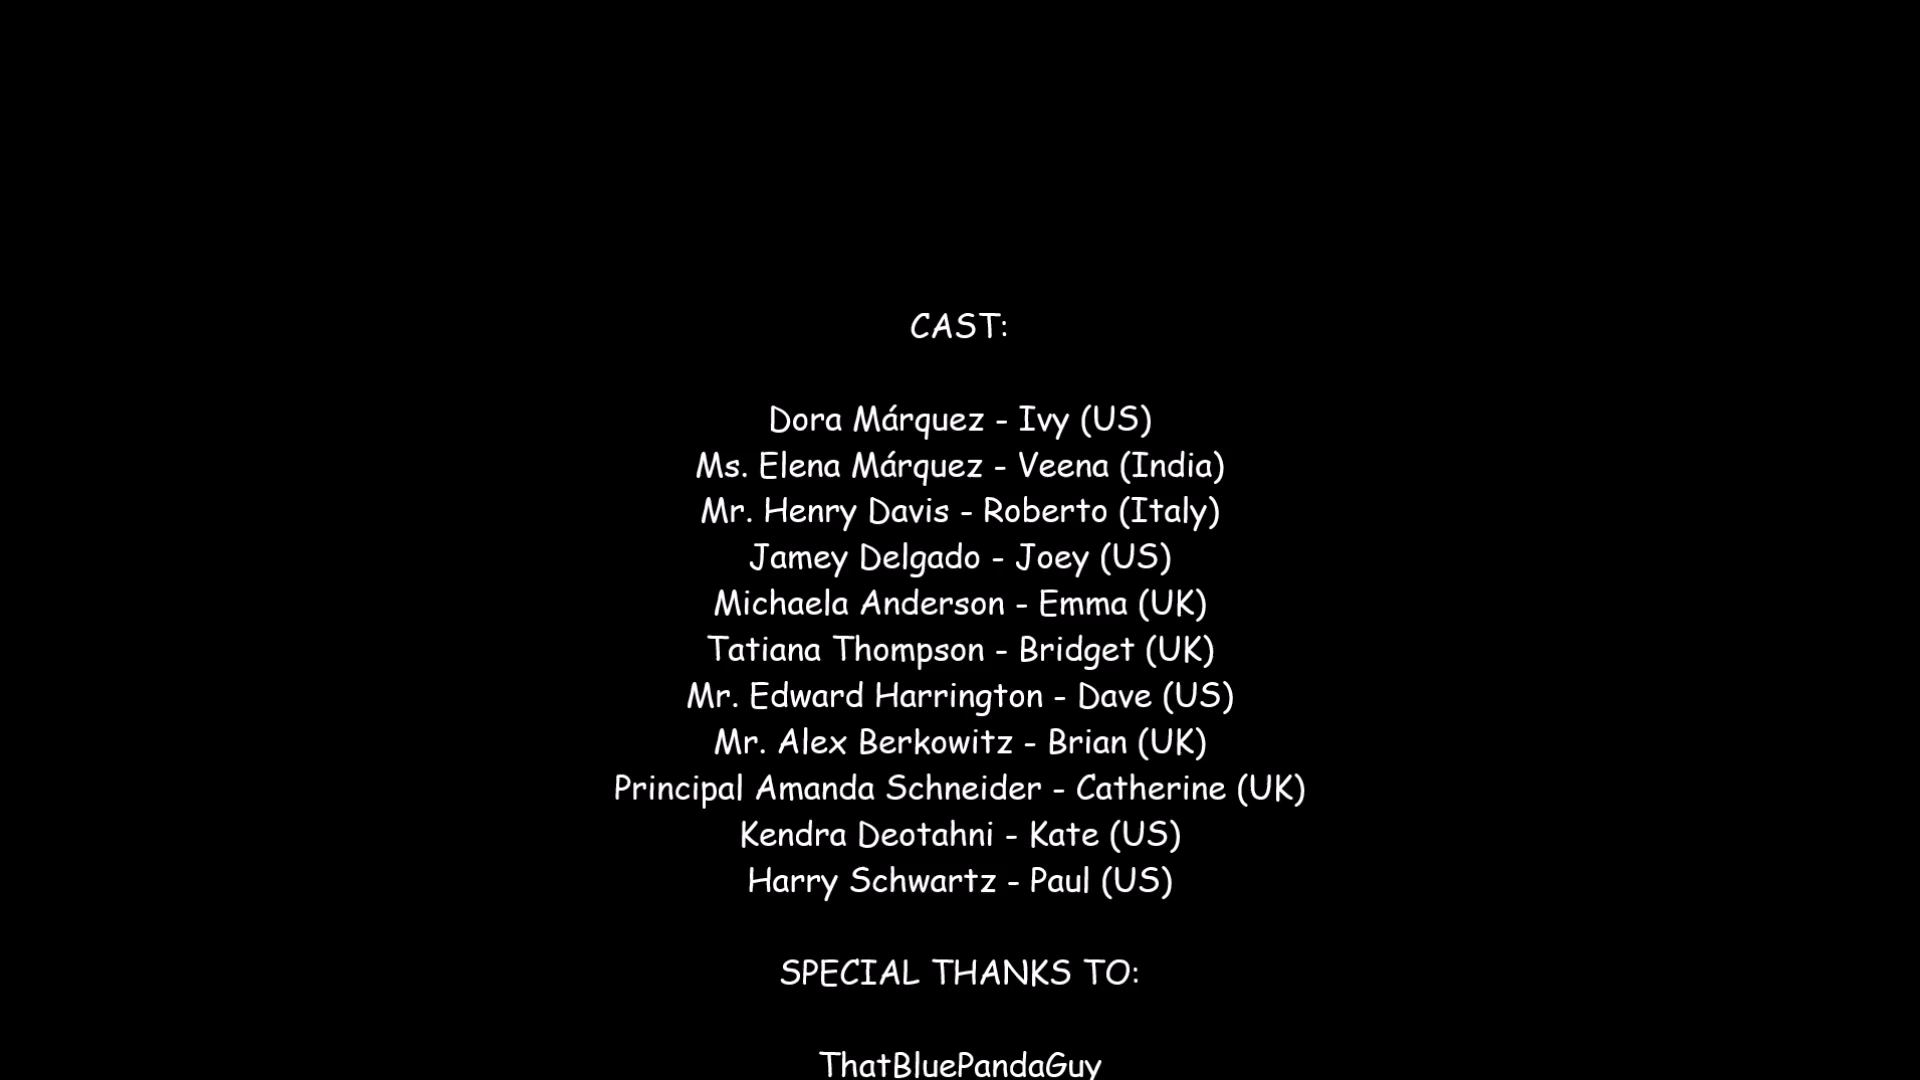 CAST:
Dora Márquez - Ivy (US)
Ms. Elena Márquez - Veena (India)
Mr. Henry Davis - Roberto (Italy)
Jamey Delgado - Joey (US)
Michaela Anderson - Emma (UK)
Tatiana Thompson - Bridget (UK)
Mr. Edward Harrington - Dave (US)
Mr. Alex Berkowitz - Brian (UK)
Principal Amanda Schneider - Catherine (UK)
Kendra Deotahni - Kate (US)
Harry Schwartz - Paul (US)
SPECIAL THANKS TO:
ThatBluePandaGuy